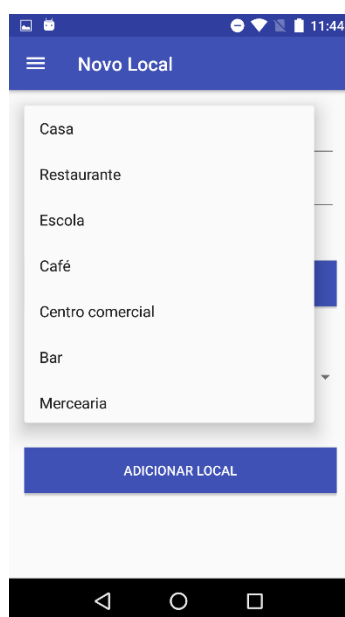 11:44
Novo Local
Casa
Restaurante
Escola
Café
Centro comercial
Bar
Mercearia
ADICIONAR LOCAL